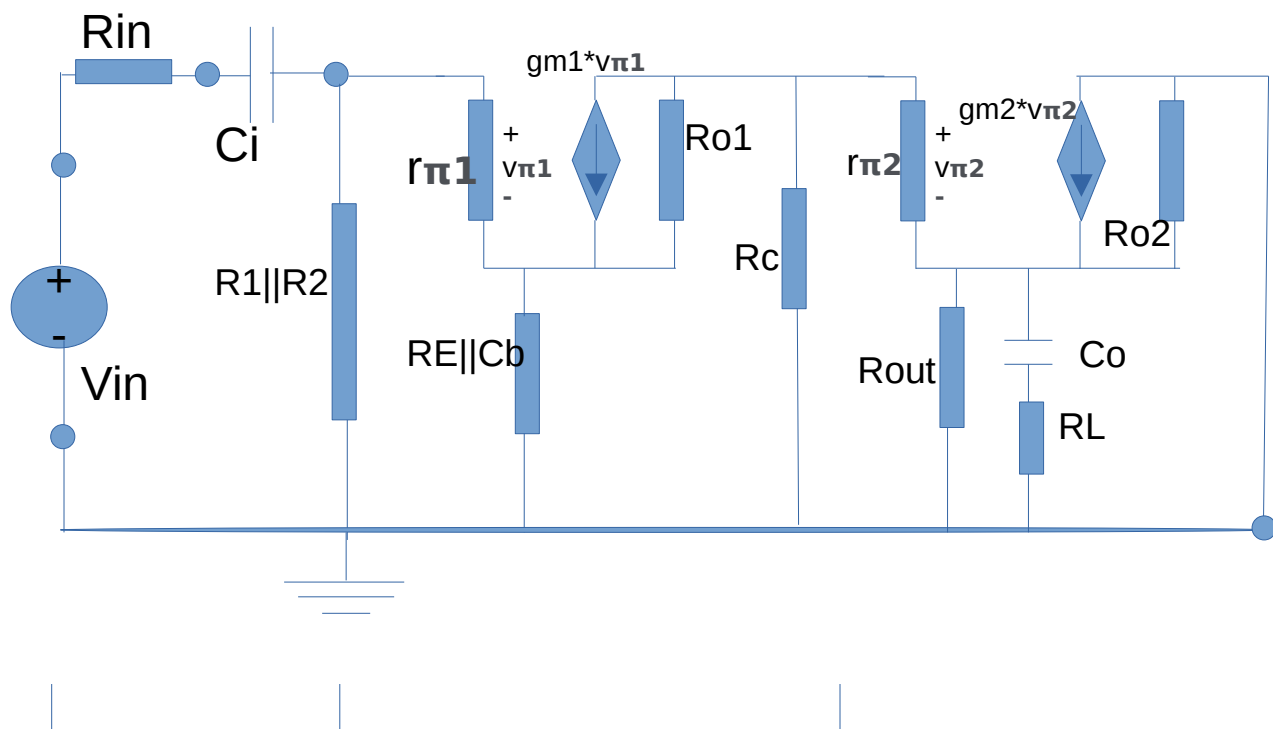 Rin
Ci
+
-
Vin
R1||R2
rπ1
+
vπ1
-
gm1*vπ1
Ro1
RE||Cb
Rc
rπ2
+
vπ2
-
gm2*vπ2
Ro2
Rout
Co
RL